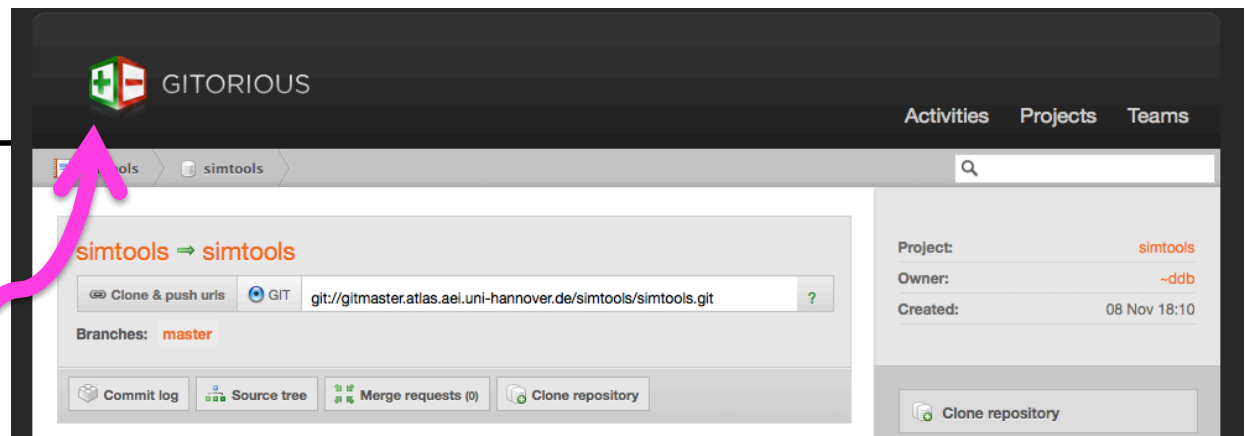 GITORIOUS
Activities Projects Teams
simtools
simtools ⇒ simtools
Clone & push urls GIT git://gitmaster.atlas.aei.uni-hannover.de/simtools/simtools.git ?
Branches: master
Commit log Source tree Merge requests (0) Clone repository
Project: simtools
Owner: ~ddb
Created: 08 Nov 18:10
Clone repository